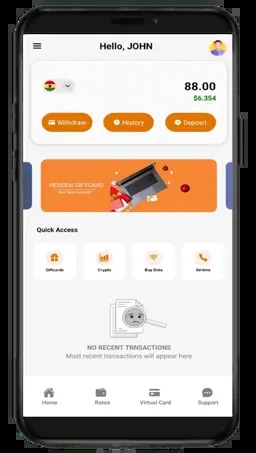 Hello, JOHN
88.00
$6.354
Withdraw
History
Deposit
REDEEM GIFTCARD
Quick Access
Giftcards
Crypto
Buy Data
Airtime
NO RECENT TRNSACTIONS
Most recent transactions will appear here
Home
Rates
Virtual Card
Support